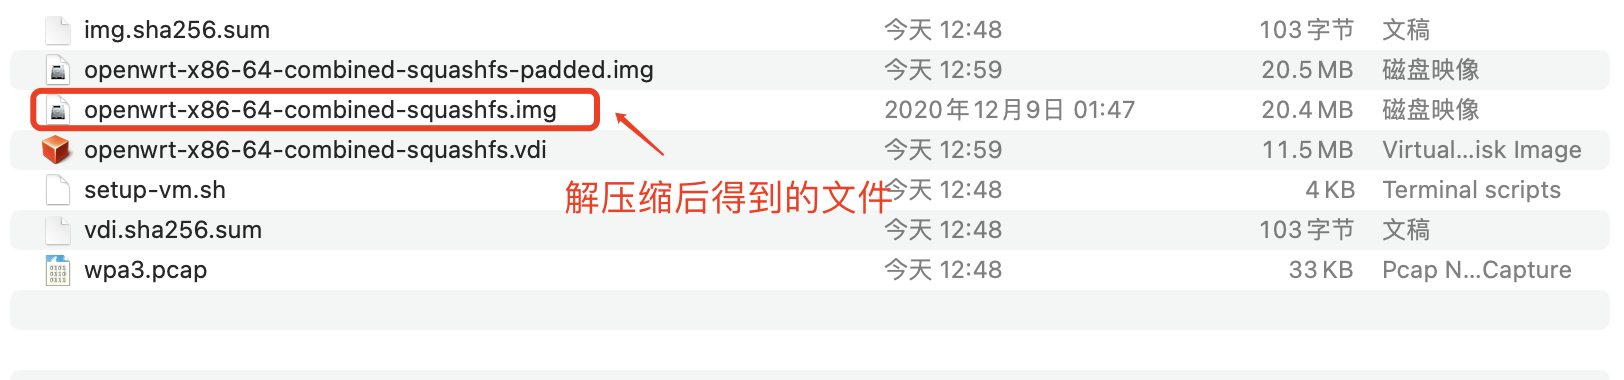 img.sha256.sum 今天 12:48 103 字节 文稿
openwrt-x86-64-combined-squashfs-padded.img 今天 12:59 20.5 MB 磁盘映像
openwrt-x86-64-combined-squashfs.img 2020年12月9日 01:47 20.4 MB 磁盘映像
openwrt-x86-64-combined-squashfs.vdi 今天 12:59 11.5 MB Virtual...isk Image
setup-vm.sh 今天 12:48 4 KB Terminal scripts
解压缩后得到的文件
vdi.sha256.sum 今天 12:48 103 字节 文稿
wpa3.pcap 今天 12:48 33 KB Pcap N...Capture